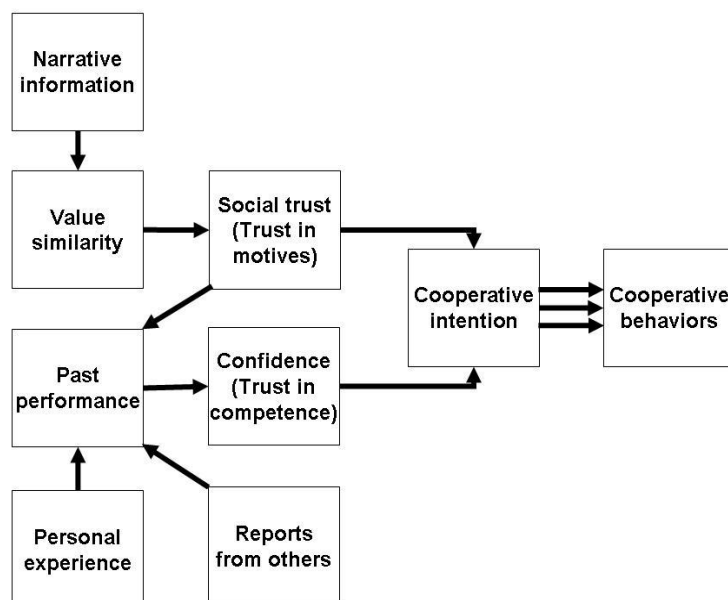 Narrative
information
Value
similarity
Social trust
(Trust in
motives)
Cooperative
intention
Cooperative
behaviors
Past
performance
Confidence
(Trust in
competence)
Personal
experience
Reports
from others